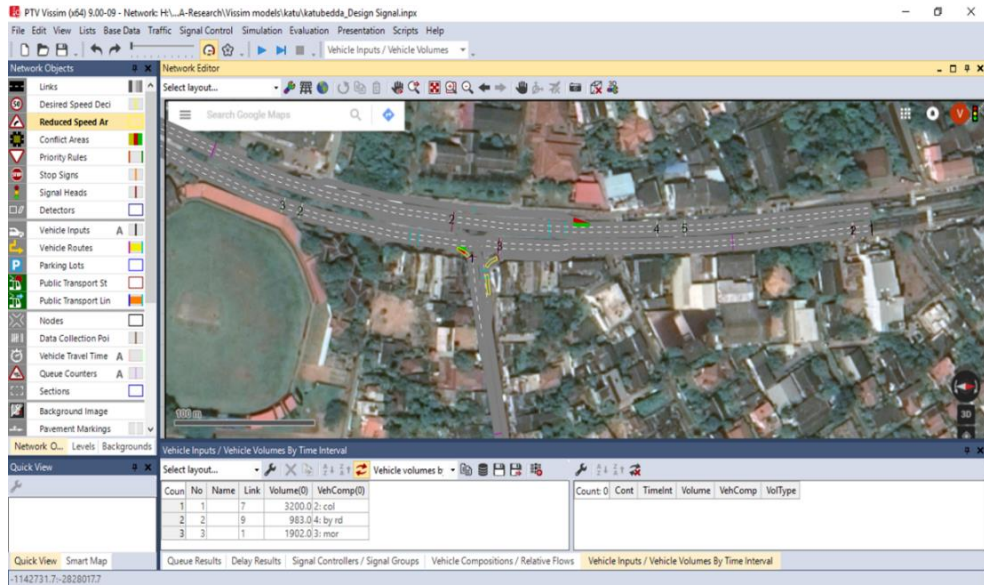 PTV Vissim (x64) 9.00-09 - Network: H:\...A-Research\Vissim models\katu\katubedda_Design Signal.inpx
File Edit View Lists Base Data Traffic Signal Control Simulation Evaluation Presentation Scripts Help
Vehicle Inputs / Vehicle Volumes
Network Objects
Network Editor
Select layout...
Links
Desired Speed Deci
Reduced Speed Ar
Conflict Areas
Priority Rules
Stop Signs
Signal Heads
Detectors
Vehicle Inputs A
Vehicle Routes
Parking Lots
Public Transport St
Public Transport Lin
Nodes
Data Collection Poi
Vehicle Travel Time A
Queue Counters A
Sections
Background Image
Pavement Markings
Search Google Maps
V
3 2
2
4 5
2 1
3
1
100 m
3D
Network O... Levels Backgrounds
Quick View
Quick View Smart Map
Vehicle Inputs / Vehicle Volumes By Time Interval
Select layout...
Vehicle volumes b
Coun No Name Link Volume(0) VehComp(0)
1 1 7 3200.0 2: col
2 2 9 983.0 4: by rd
3 3 1 1902.0 3: mor
Count: 0 Cont TimeInt Volume VehComp VolType
Queue Results Delay Results Signal Controllers / Signal Groups Vehicle Compositions / Relative Flows Vehicle Inputs / Vehicle Volumes By Time Interval
-1142731.7:-2828017.7